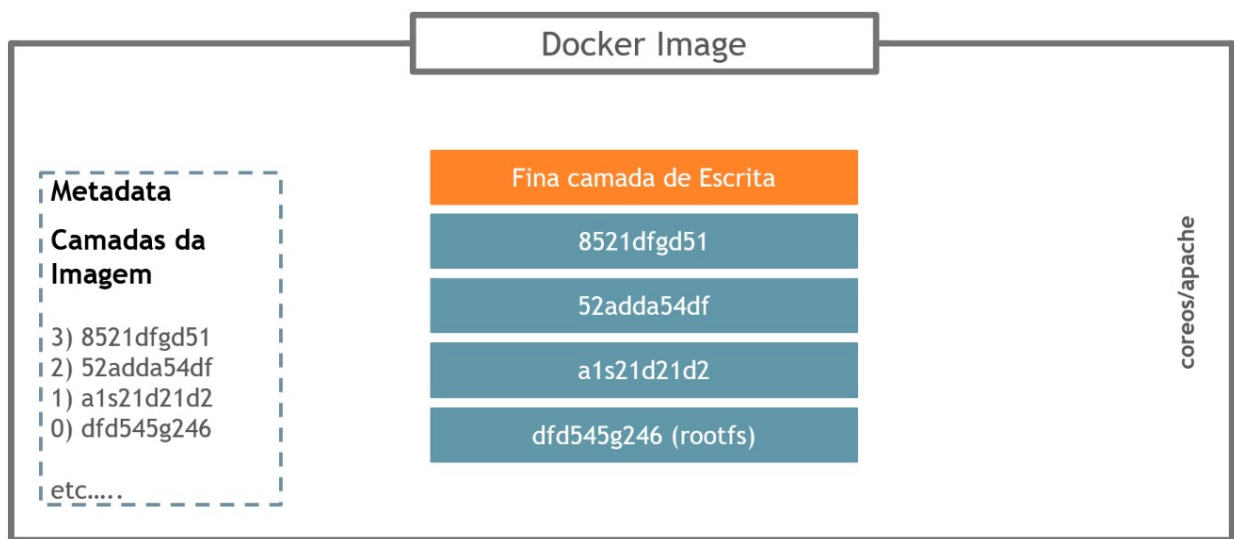 Docker Image
Metadata
Camadas da
Imagem
3) 8521dfgd51
2) 52adda54df
1) a1s21d21d2
0) dfd545g246
etc.....
Fina camada de Escrita
8521dfgd51
52adda54df
a1s21d21d2
dfd545g246 (rootfs)
coreos/apache